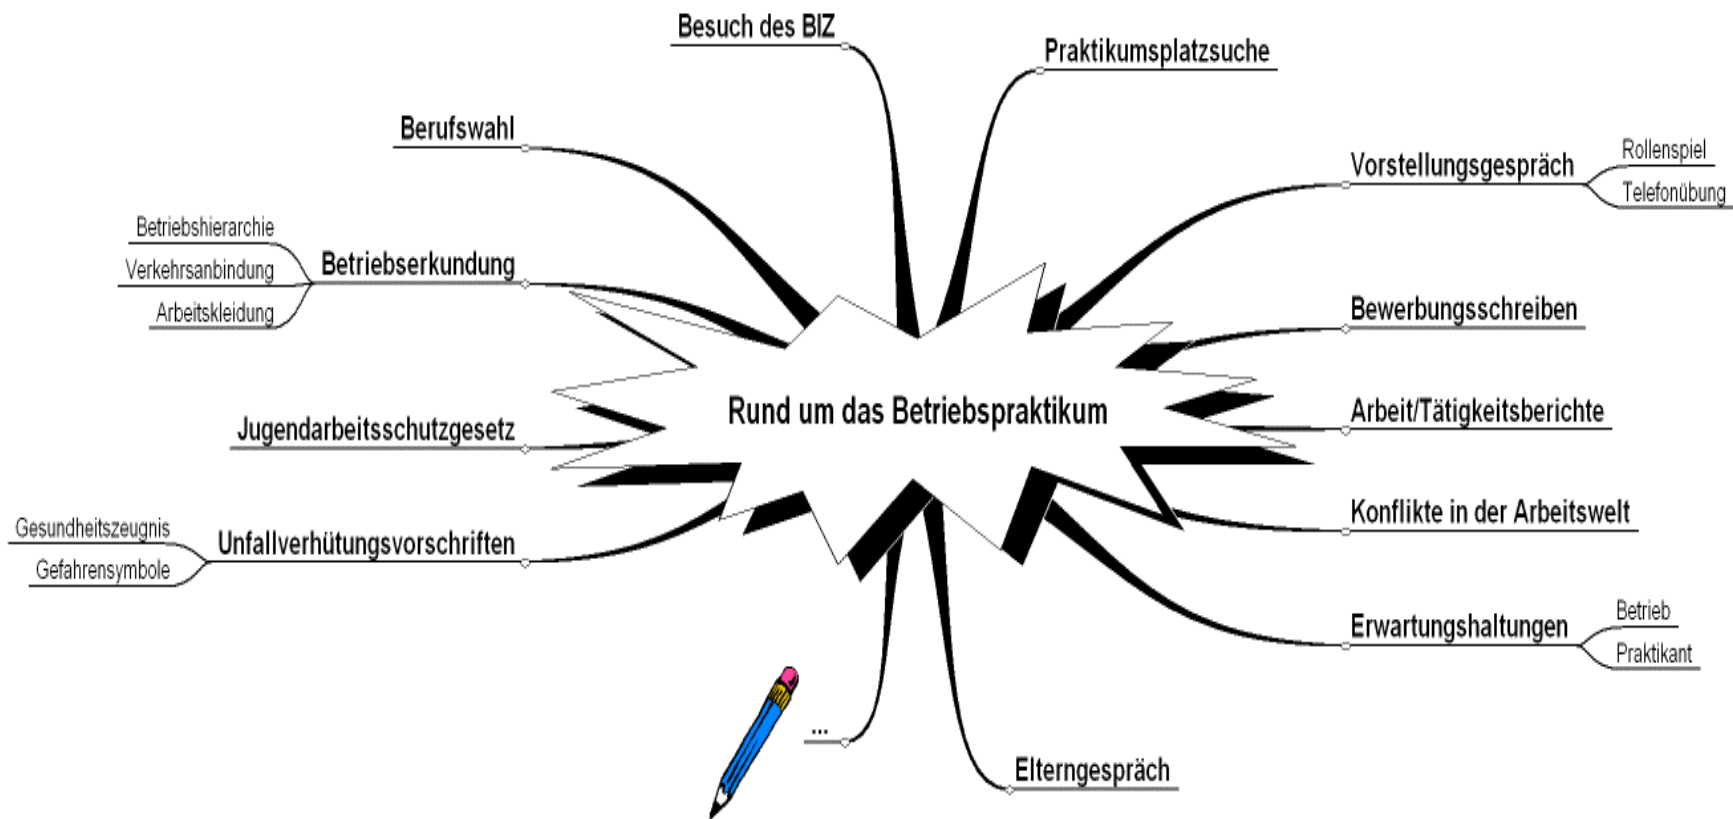 Besuch des BIZ
Praktikumsplatzsuche
Berufswahl
Vorstellungsgespräch
Rollenspiel
Telefonübung
Betriebshierarchie
Verkehrsanbindung
Arbeitskleidung
Betriebserkundung
Bewerbungsschreiben
Rund um das Betriebspraktikum
Arbeit/Tätigkeitsberichte
Jugendarbeitsschutzgesetz
Konflikte in der Arbeitswelt
Gesundheitszeugnis
Gefahrensymbole
Unfallverhütungsvorschriften
Erwartungshaltungen
Betrieb
Praktikant
...
Elterngespräch